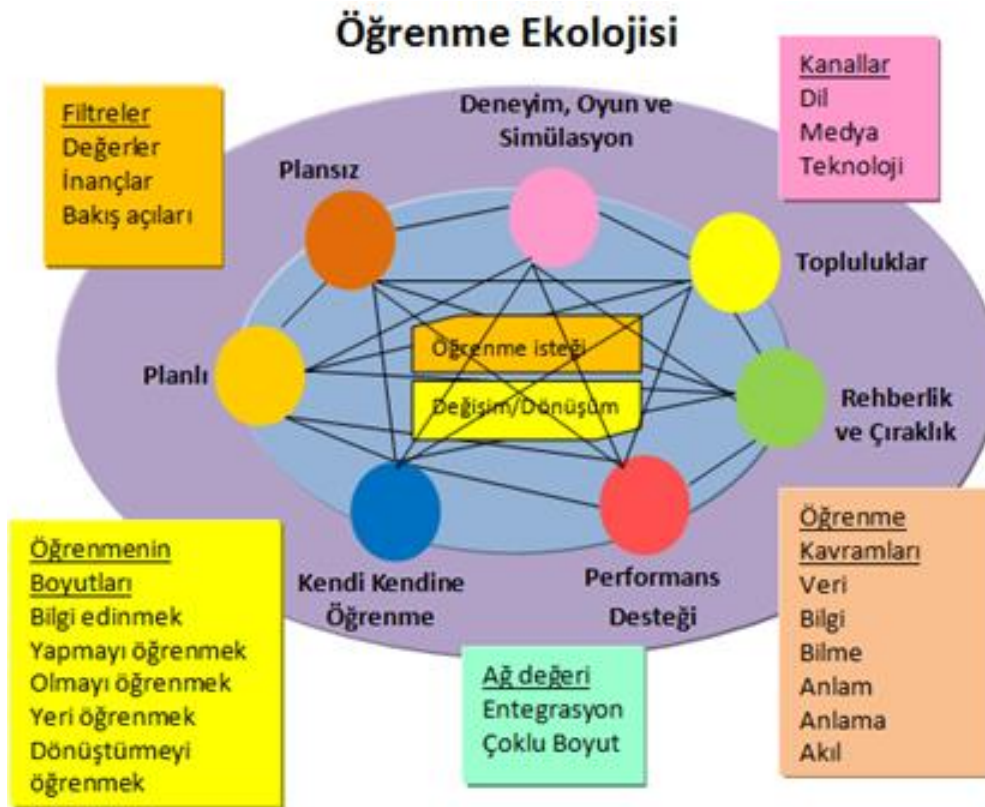 Öğrenme Ekolojisi
Filtreler
Değerler
İnançlar
Bakış açıları
Kanallar
Dil
Medya
Teknoloji
Deneyim, Oyun ve
Simülasyon
Plansız
Topluluklar
Planlı
Öğrenme isteği
Değişim/Dönüşüm
Rehberlik
ve Çıraklık
Kendi Kendine
Öğrenme
Performans
Desteği
Öğrenmenin
Boyutları
Bilgi edinmek
Yapmayı öğrenmek
Olmayı öğrenmek
Yeri öğrenmek
Dönüştürmeyi
öğrenmek
Ağ değeri
Entegrasyon
Çoklu Boyut
Öğrenme
Kavramları
Veri
Bilgi
Bilme
Anlam
Anlama
Akıl